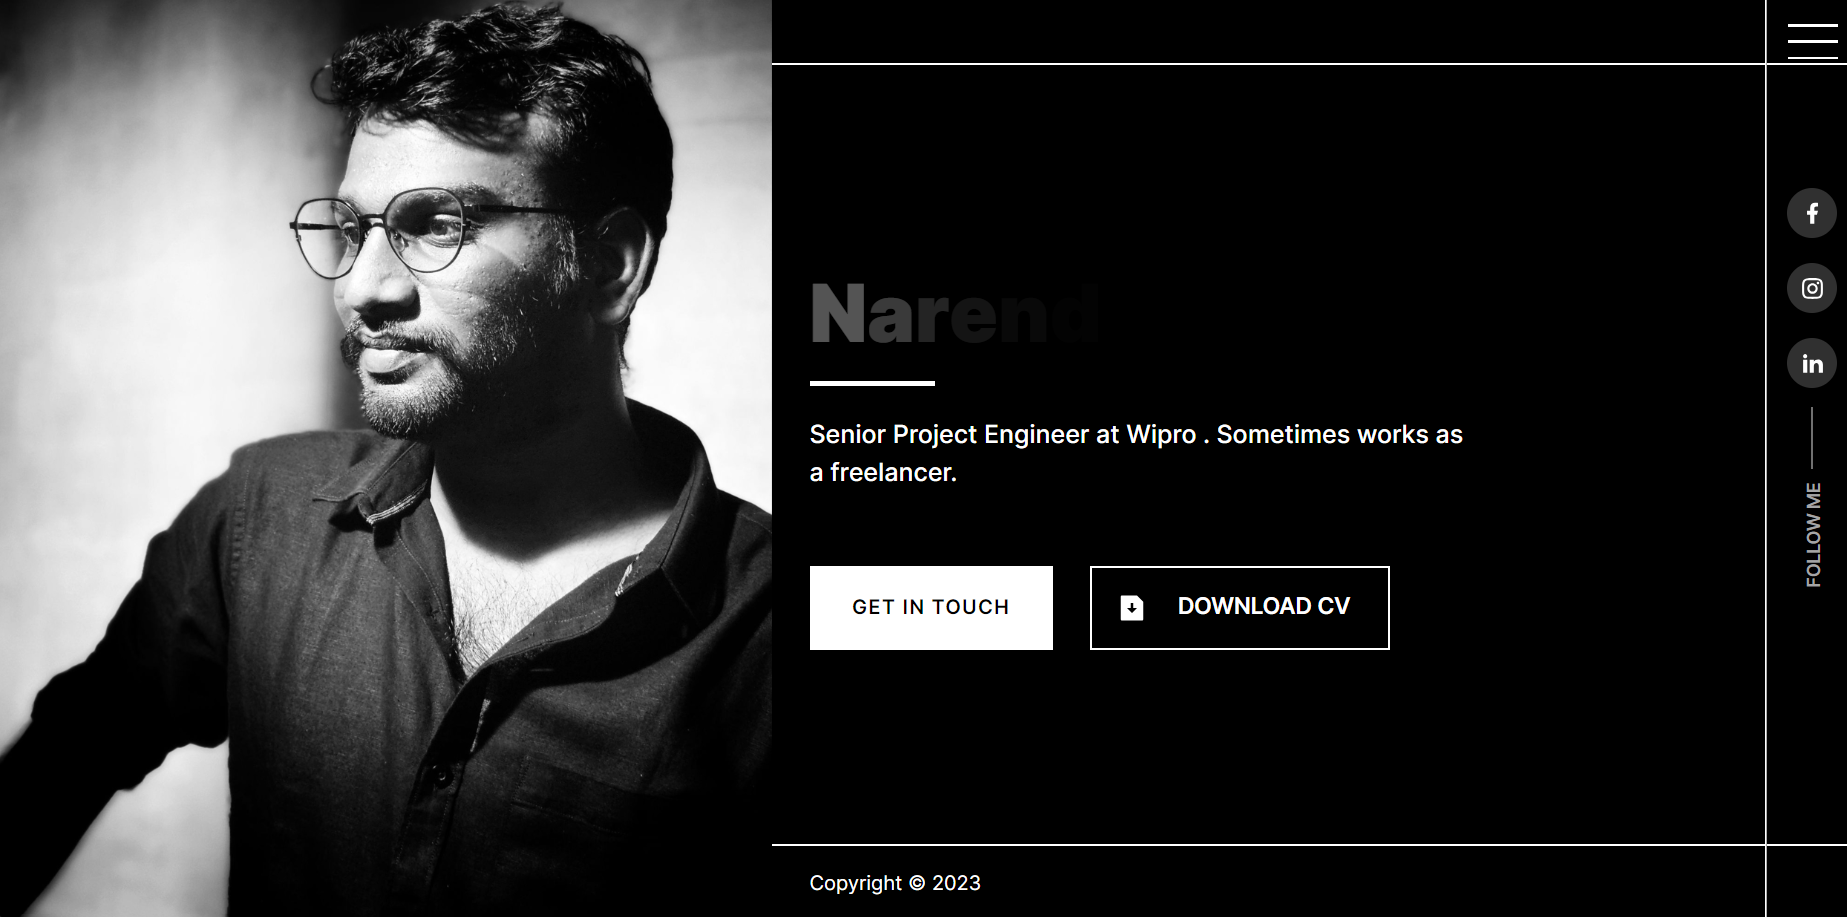 Narend
Senior Project Engineer at Wipro . Sometimes works as
a freelancer.
GET IN TOUCH
DOWNLOAD CV
Copyright © 2023
FOLLOW ME